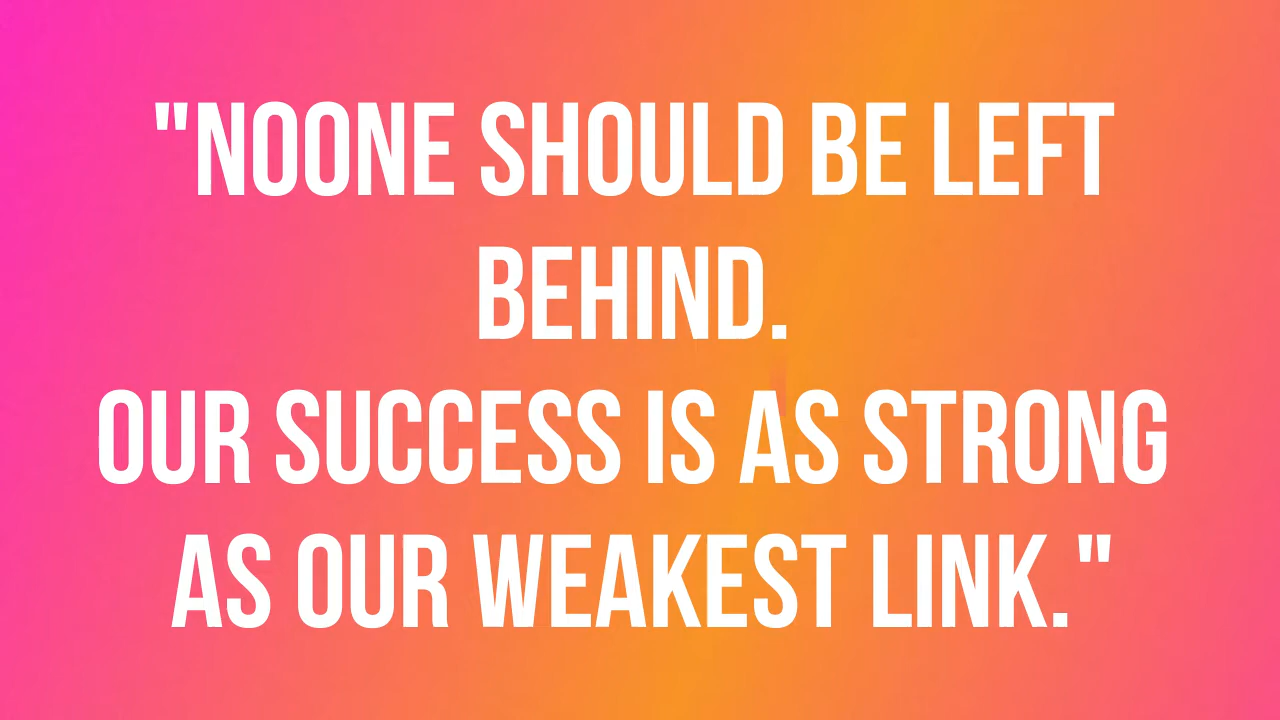 "NOONE SHOULD BE LEFT
BEHIND.
OUR SUCCESS IS AS STRONG
AS OUR WEAKEST LINK."